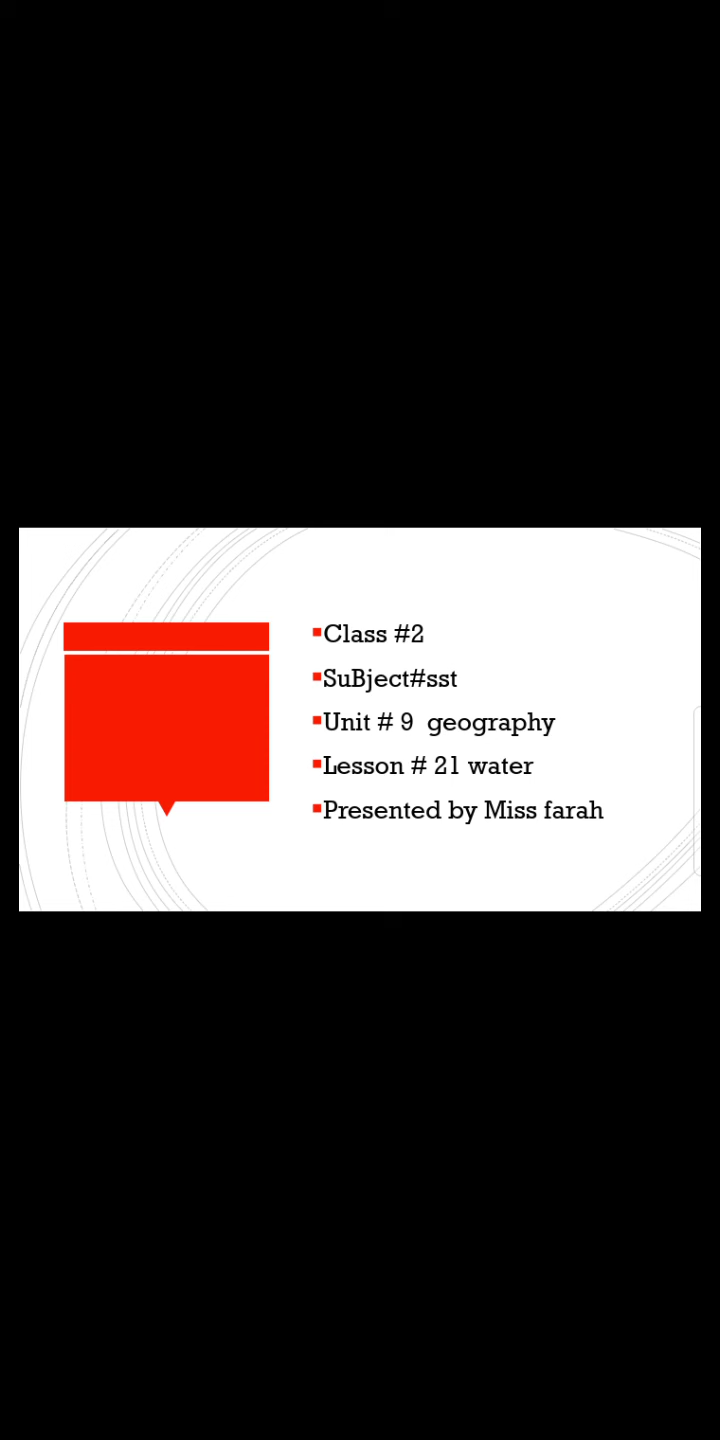 Class #2
SuBject#sst
Unit # 9  geography
Lesson # 21 water
Presented by Miss farah